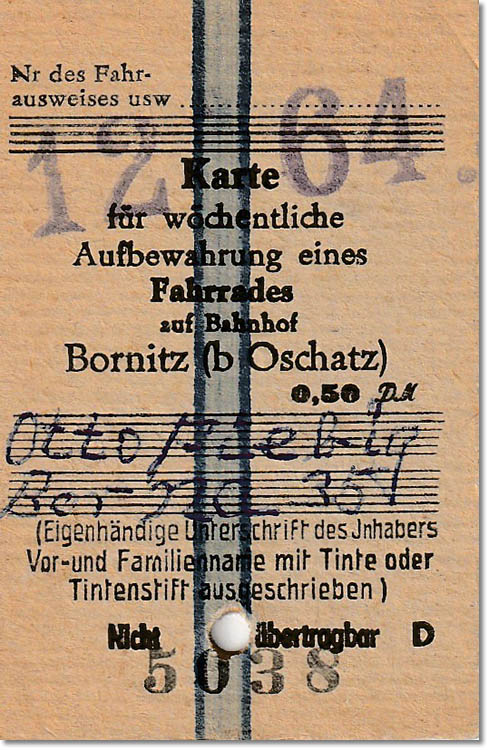 Nr des Fahr-
ausweises usw
12 64.
Karte
für wöchentliche
Aufbewahrung eines
Fahrrades
auf Bahnhof
Bornitz (b Oschatz)
0,50 DM
Otto
(Eigenhändige Unterschrift des Jnhabers
Vor-und Familienname mit Tinte oder
Tintenstift ausgeschrieben)
Nicht übertragbar D
5038